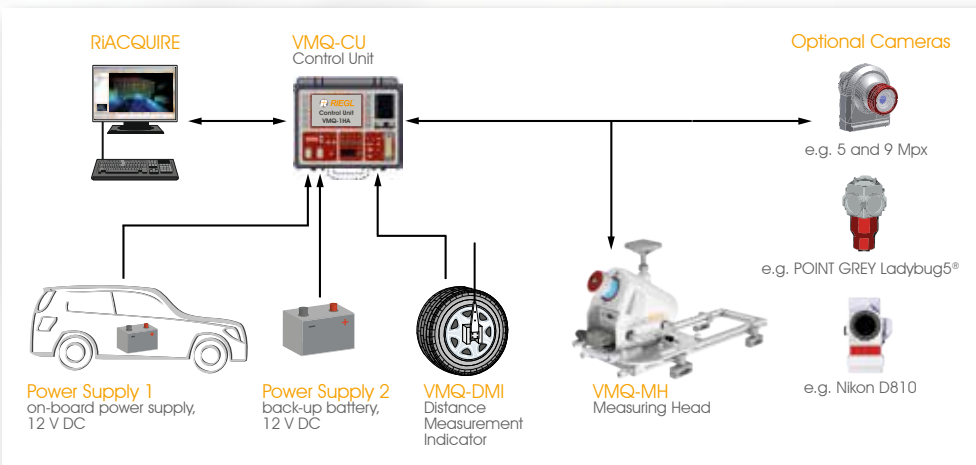 RiACQUIRE
VMQ-CU
Control Unit
Optional Cameras
RIEGL
Control Unit
VMQ-1HA
e.g. 5 and 9 Mpx
e.g. POINT GREY Ladybug5®
e.g. Nikon D810
Power Supply 1
on-board power supply,
12 V DC
Power Supply 2
back-up battery,
12 V DC
VMQ-DMI
Distance
Measurement
Indicator
VMQ-MH
Measuring Head